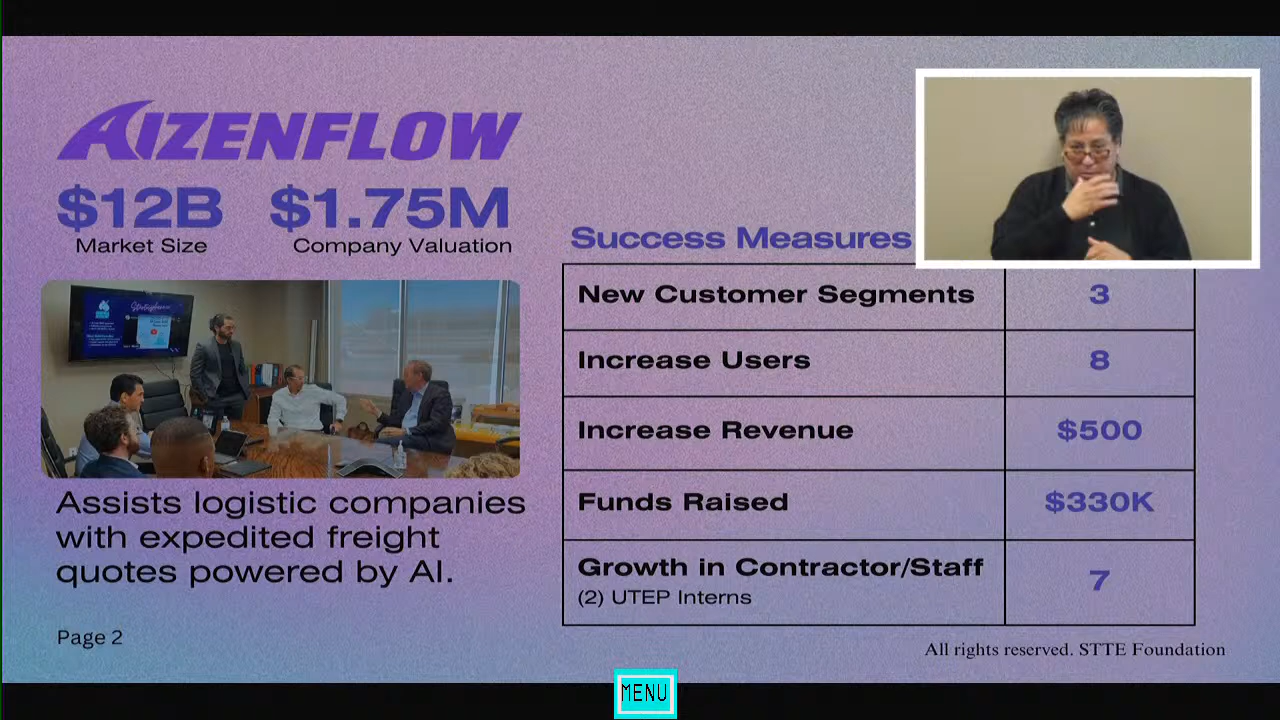 AIZENFLOW
$12B $1.75M
Market Size Company Valuation
Assists logistic companies
with expedited freight
quotes powered by AI.
Page 2
Success Measures
New Customer Segments 3
Increase Users 8
Increase Revenue $500
Funds Raised $330K
Growth in Contractor/Staff 7
(2) UTEP Interns
All rights reserved. STTE Foundation
MENU